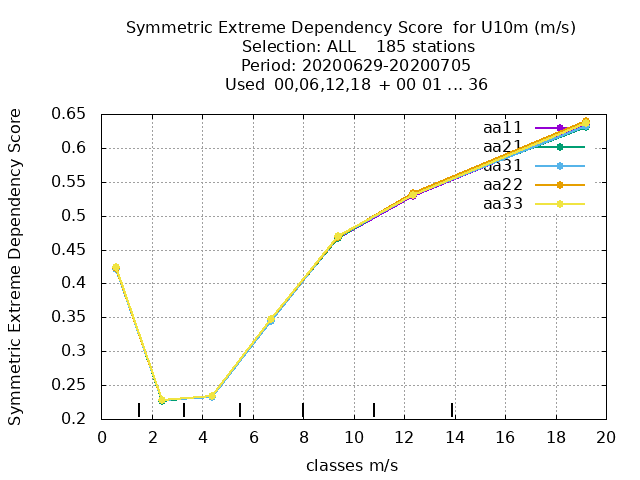 Symmetric Extreme Dependency Score  for U10m (m/s)
Selection: ALL    185 stations
Period: 20200629-20200705
Used  00,06,12,18 + 00 01 ... 36
Symmetric Extreme Dependency Score
0.65
0.6
0.55
0.5
0.45
0.4
0.35
0.3
0.25
0.2
aa11
aa21
aa31
aa22
aa33
0 2 4 6 8 10 12 14 16 18 20
classes m/s